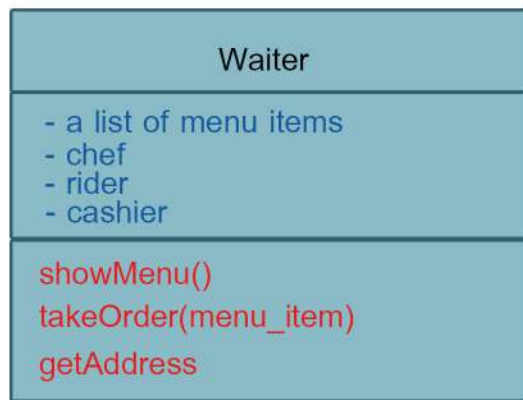 Waiter
- a list of menu items
- chef
- rider
- cashier
showMenu()
takeOrder(menu_item)
getAddress